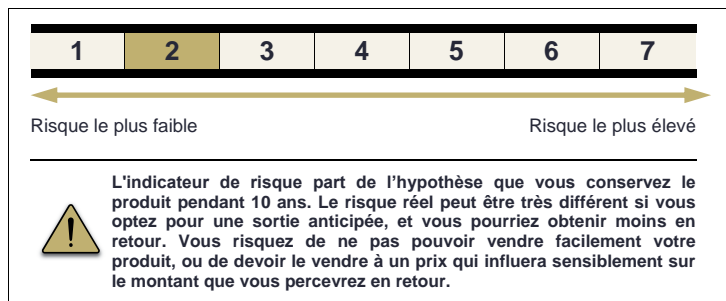 1 2 3 4 5 6 7
Risque le plus faible Risque le plus élevé
L'indicateur de risque part de l’hypothèse que vous conservez le
produit pendant 10 ans. Le risque réel peut être très différent si vous
optez pour une sortie anticipée, et vous pourriez obtenir moins en
retour. Vous risquez de ne pas pouvoir vendre facilement votre
produit, ou de devoir le vendre à un prix qui influera sensiblement sur
le montant que vous percevrez en retour.